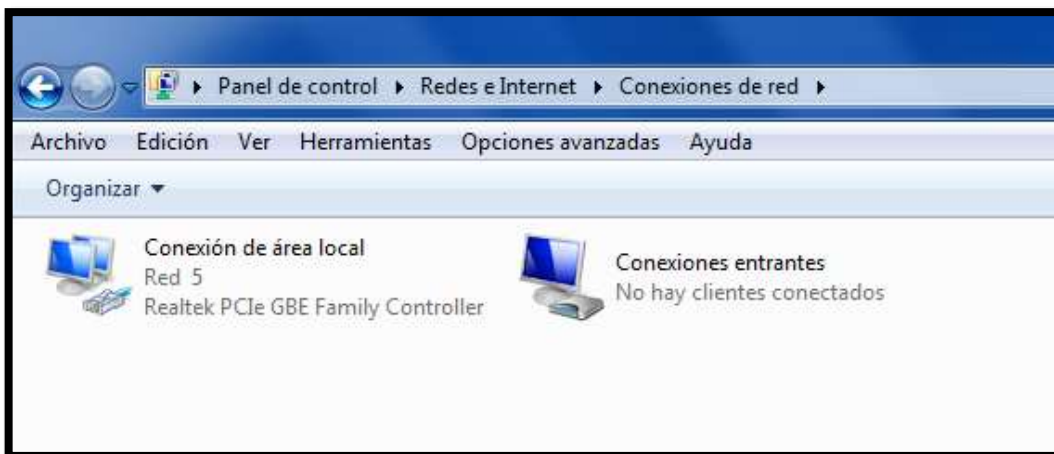 Panel de control Redes e Internet Conexiones de red
Archivo Edición Ver Herramientas Opciones avanzadas Ayuda
Organizar
Conexión de área local
Red 5
Realtek PCIe GBE Family Controller
Conexiones entrantes
No hay clientes conectados